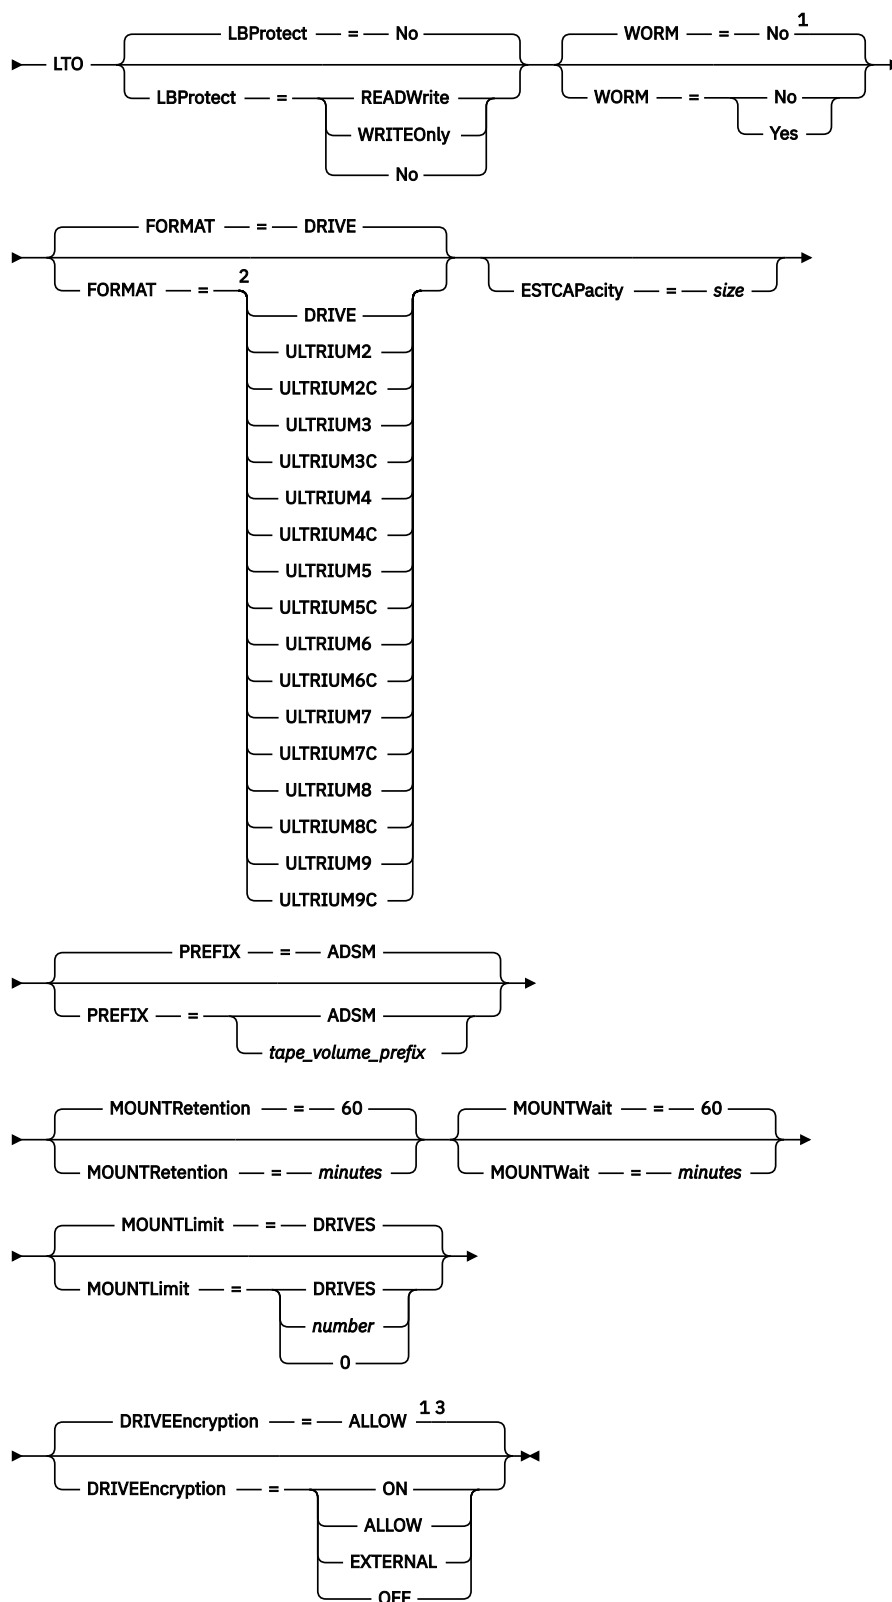 LBProtect = No WORM = No 1
LTO
LBProtect = READWrite WORM = No
WRITEOnly Yes
No
FORMAT = DRIVE
FORMAT = 2 ESTCAPacity = size
DRIVE
ULTRIUM2
ULTRIUM2C
ULTRIUM3
ULTRIUM3C
ULTRIUM4
ULTRIUM4C
ULTRIUM5
ULTRIUM5C
ULTRIUM6
ULTRIUM6C
ULTRIUM7
ULTRIUM7C
ULTRIUM8
ULTRIUM8C
ULTRIUM9
ULTRIUM9C
PREFIX = ADSM
PREFIX = ADSM
tape_volume_prefix
MOUNTRetention = 60 MOUNTWait = 60
MOUNTRetention = minutes MOUNTWait = minutes
MOUNTLimit = DRIVES
MOUNTLimit = DRIVES
number
0
DRIVEEncryption = ALLOW 1 3
DRIVEEncryption = ON
ALLOW
EXTERNAL
OFF